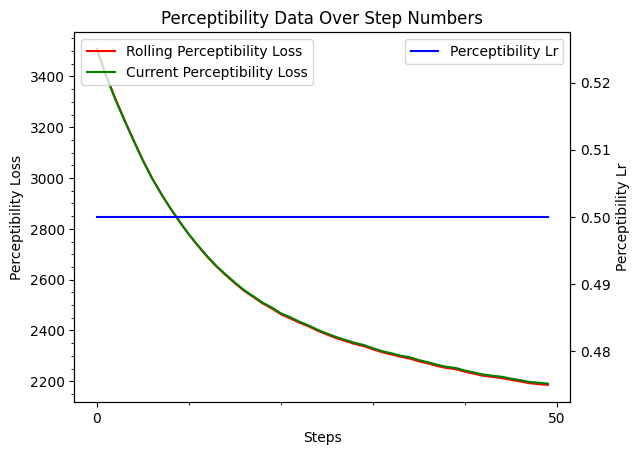 Perceptibility Data Over Step Numbers
Rolling Perceptibility Loss
Current Perceptibility Loss
Perceptibility Lr
3400
3200
3000
2800
2600
2400
2200
Perceptibility Loss
0.52
0.51
0.50
0.49
0.48
Perceptibility Lr
0
50
Steps